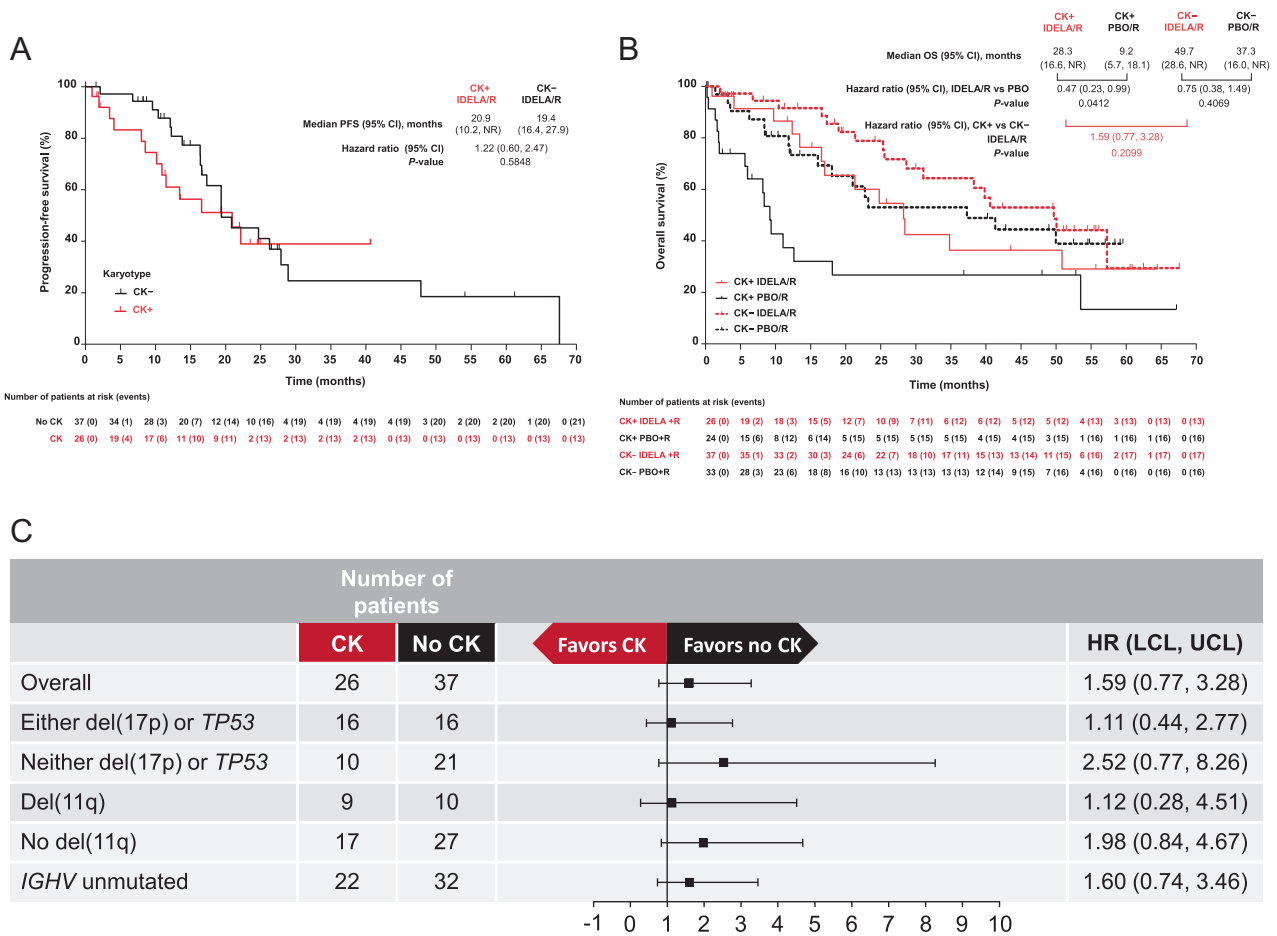 A
100
80
60
40
20
0
Progression-free survival (%)
CK+ CK−
IDELA/R IDELA/R
Median PFS (95% CI), months 20.9 19.4
(10.2, NR) (16.4, 27.9)
Hazard ratio (95% CI) 1.22 (0.60, 2.47)
P-value 0.5848
Karyotype
CK−
CK+
0 5 10 15 20 25 30 35 40 45 50 55 60 65 70
Time (months)
Number of patients at risk (events)
No CK 37 (0) 34 (1) 28 (3) 20 (7) 12 (14) 10 (16) 4 (19) 4 (19) 4 (19) 4 (19) 3 (20) 2 (20) 2 (20) 1 (20) 0 (21)
CK 26 (0) 19 (4) 17 (6) 11 (10) 9 (11) 2 (13) 2 (13) 2 (13) 2 (13) 0 (13) 0 (13) 0 (13) 0 (13) 0 (13) 0 (13)
B
CK+ CK+ CK− CK−
IDELA/R PBO/R IDELA/R PBO/R
Median OS (95% CI), months 28.3 9.2 49.7 37.3
(16.6, NR) (5.7, 18.1) (28.6, NR) (16.0, NR)
Hazard ratio (95% CI), IDELA/R vs PBO 0.47 (0.23, 0.99) 0.75 (0.38, 1.49)
P-value 0.0412 0.4069
Hazard ratio (95% CI), CK+ vs CK−
IDELA/R 1.59 (0.77, 3.28)
P-value 0.2099
100
80
60
40
20
0
Overall survival (%)
CK+ IDELA/R
CK+ PBO/R
CK− IDELA/R
CK− PBO/R
0 5 10 15 20 25 30 35 40 45 50 55 60 65 70
Time (months)
Number of patients at risk (events)
CK+ IDELA +R 26 (0) 19 (2) 18 (3) 15 (5) 12 (7) 10 (9) 7 (11) 6 (12) 6 (12) 5 (12) 5 (12) 4 (13) 3 (13) 0 (13) 0 (13)
CK+ PBO+R 24 (0) 15 (6) 8 (12) 6 (14) 5 (15) 5 (15) 5 (15) 5 (15) 4 (15) 4 (15) 3 (15) 1 (16) 1 (16) 1 (16) 0 (16)
CK− IDELA +R 37 (0) 35 (1) 33 (2) 30 (3) 24 (6) 22 (7) 18 (10) 17 (11) 15 (13) 13 (14) 11 (15) 6 (16) 2 (17) 1 (17) 0 (17)
CK− PBO+R 33 (0) 28 (3) 23 (6) 18 (8) 16 (10) 13 (13) 13 (13) 13 (13) 12 (14) 9 (15) 7 (16) 4 (16) 0 (16) 0 (16) 0 (16)
C
Number of
patients
CK No CK Favors CK Favors no CK HR (LCL, UCL)
Overall 26 37 1.59 (0.77, 3.28)
Either del(17p) or TP53 16 16 1.11 (0.44, 2.77)
Neither del(17p) or TP53 10 21 2.52 (0.77, 8.26)
Del(11q) 9 10 1.12 (0.28, 4.51)
No del(11q) 17 27 1.98 (0.84, 4.67)
IGHV unmutated 22 32 1.60 (0.74, 3.46)
-1 0 1 2 3 4 5 6 7 8 9 10